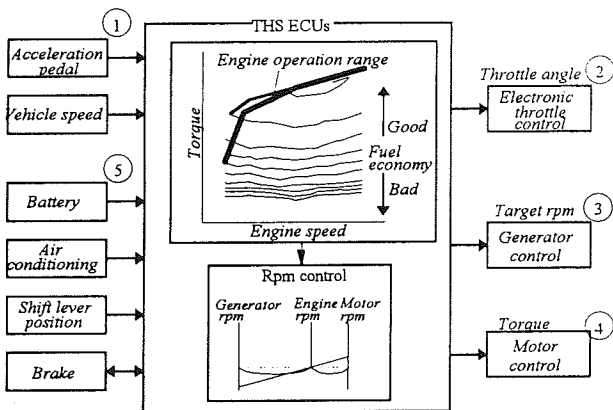 THS ECUs
1
Acceleration
pedal
Vehicle speed
5
Battery
Air
conditioning
Shift lever
position
Brake
Engine operation range
Torque
Good
Fuel
economy
Bad
Engine speed
Rpm control
Generator
rpm
Engine
rpm
Motor
rpm
2
Throttle angle
Electronic
throttle
control
3
Target rpm
Generator
control
4
Torque
Motor
control